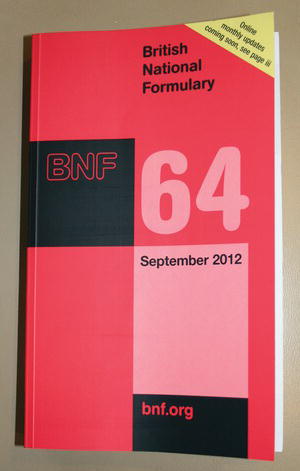 Online
monthly updates
coming soon, see page iii
British
National
Formulary
BNF
64
September 2012
bnf.org